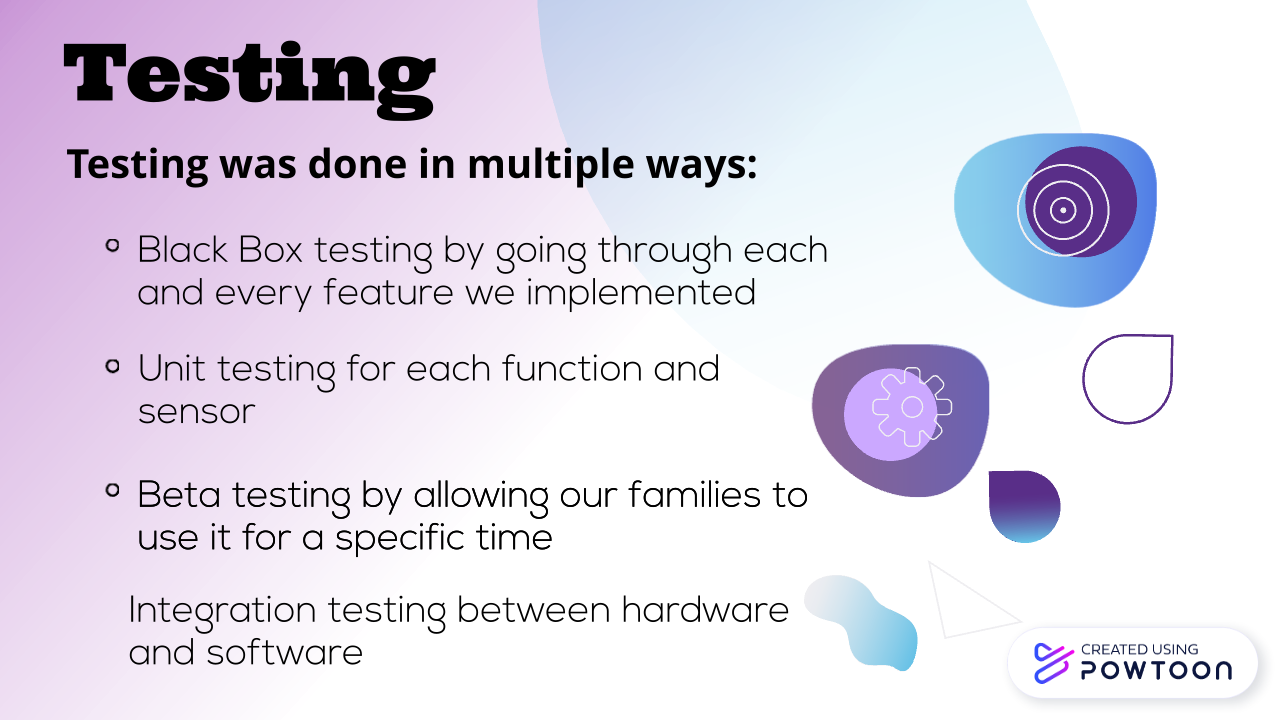 Testing
Testing was done in multiple ways:
Black Box testing by going through each
and every feature we implemented
Unit testing for each function and
sensor
Beta testing by allowing our families to
use it for a specific time
Integration testing between hardware
and software
CREATED USING
POWTOON